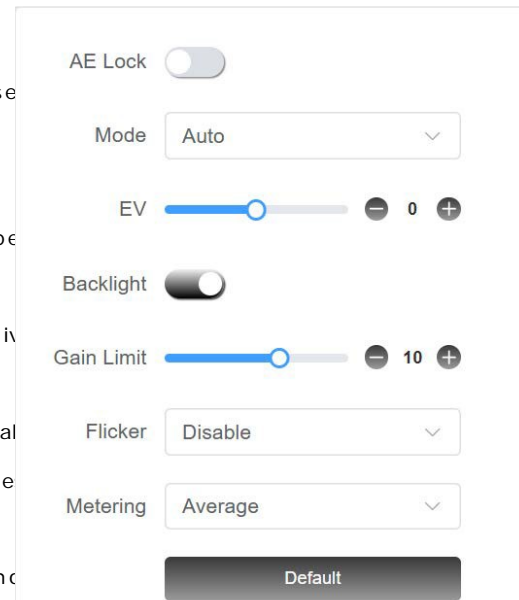 AE Lock
Mode Auto
EV 0
Backlight
Gain Limit 10
Flicker Disable
Metering Average
Default